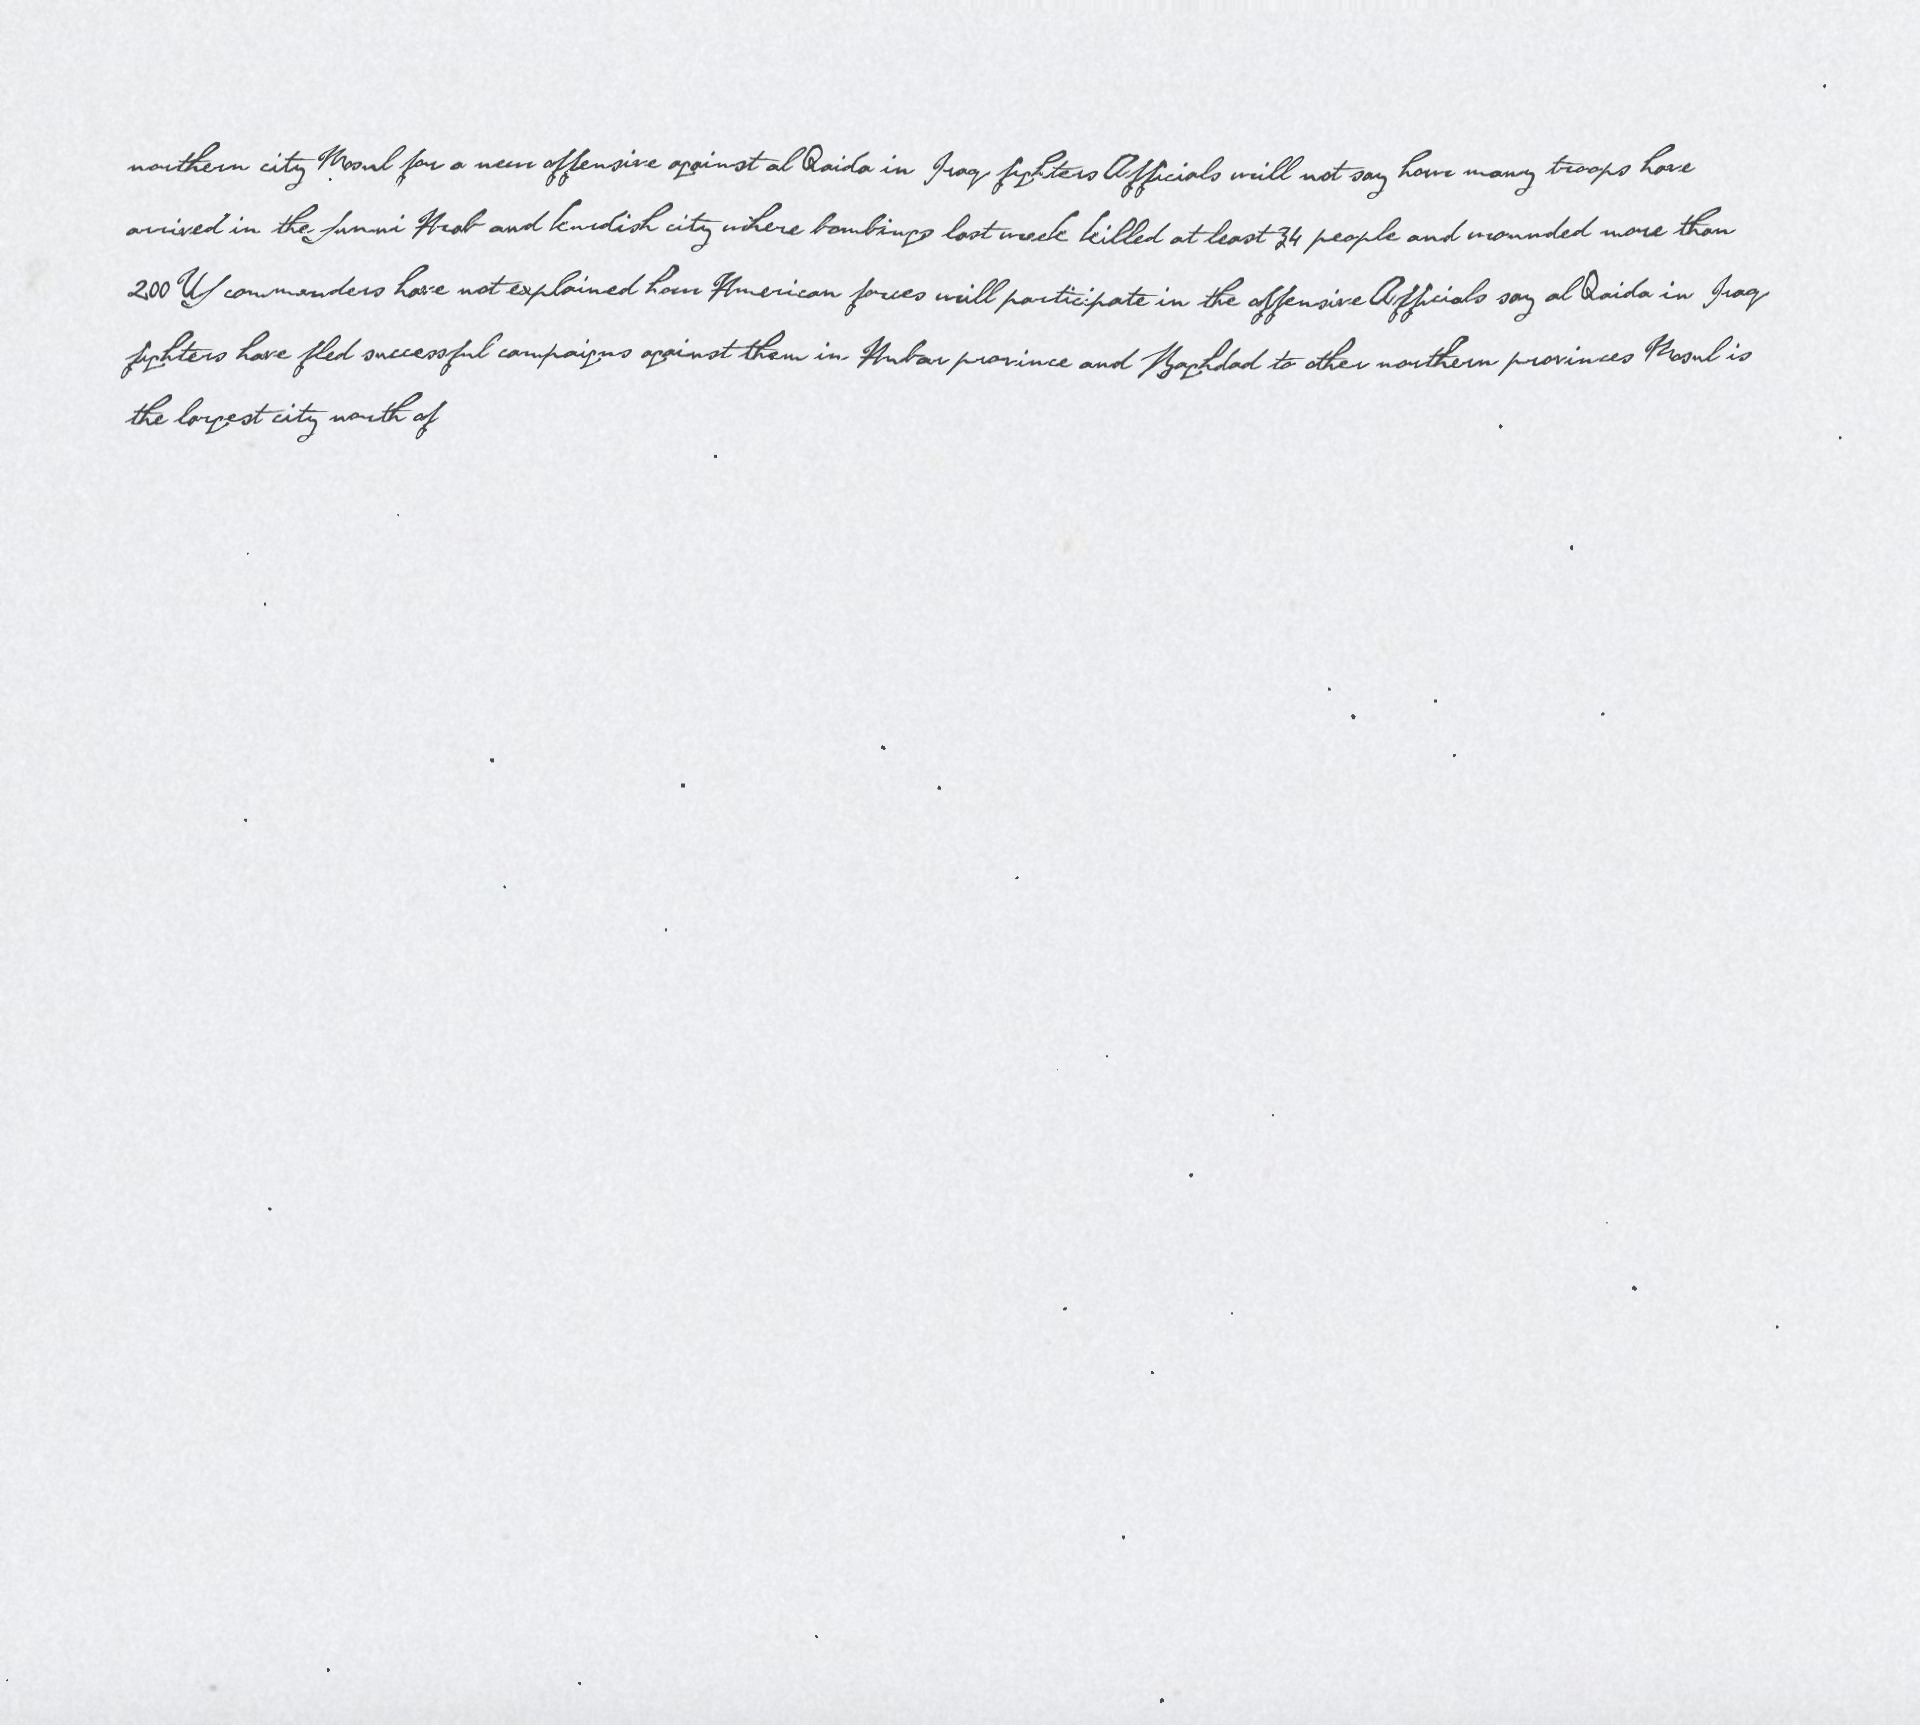 northern city Mosul for a new offensive against al Qaida in Iraq fighters Officials will not say how many troops have
arrived in the Sunni Arab and Kurdish city where bombings last week killed at least 34 people and wounded more than
200 US commanders have not explained how American forces will participate in the offensive Officials say al Qaida in Iraq
fighters have fled successful campaigns against them in Anbar province and Baghdad to other northern provinces Mosul is
the largest city north of